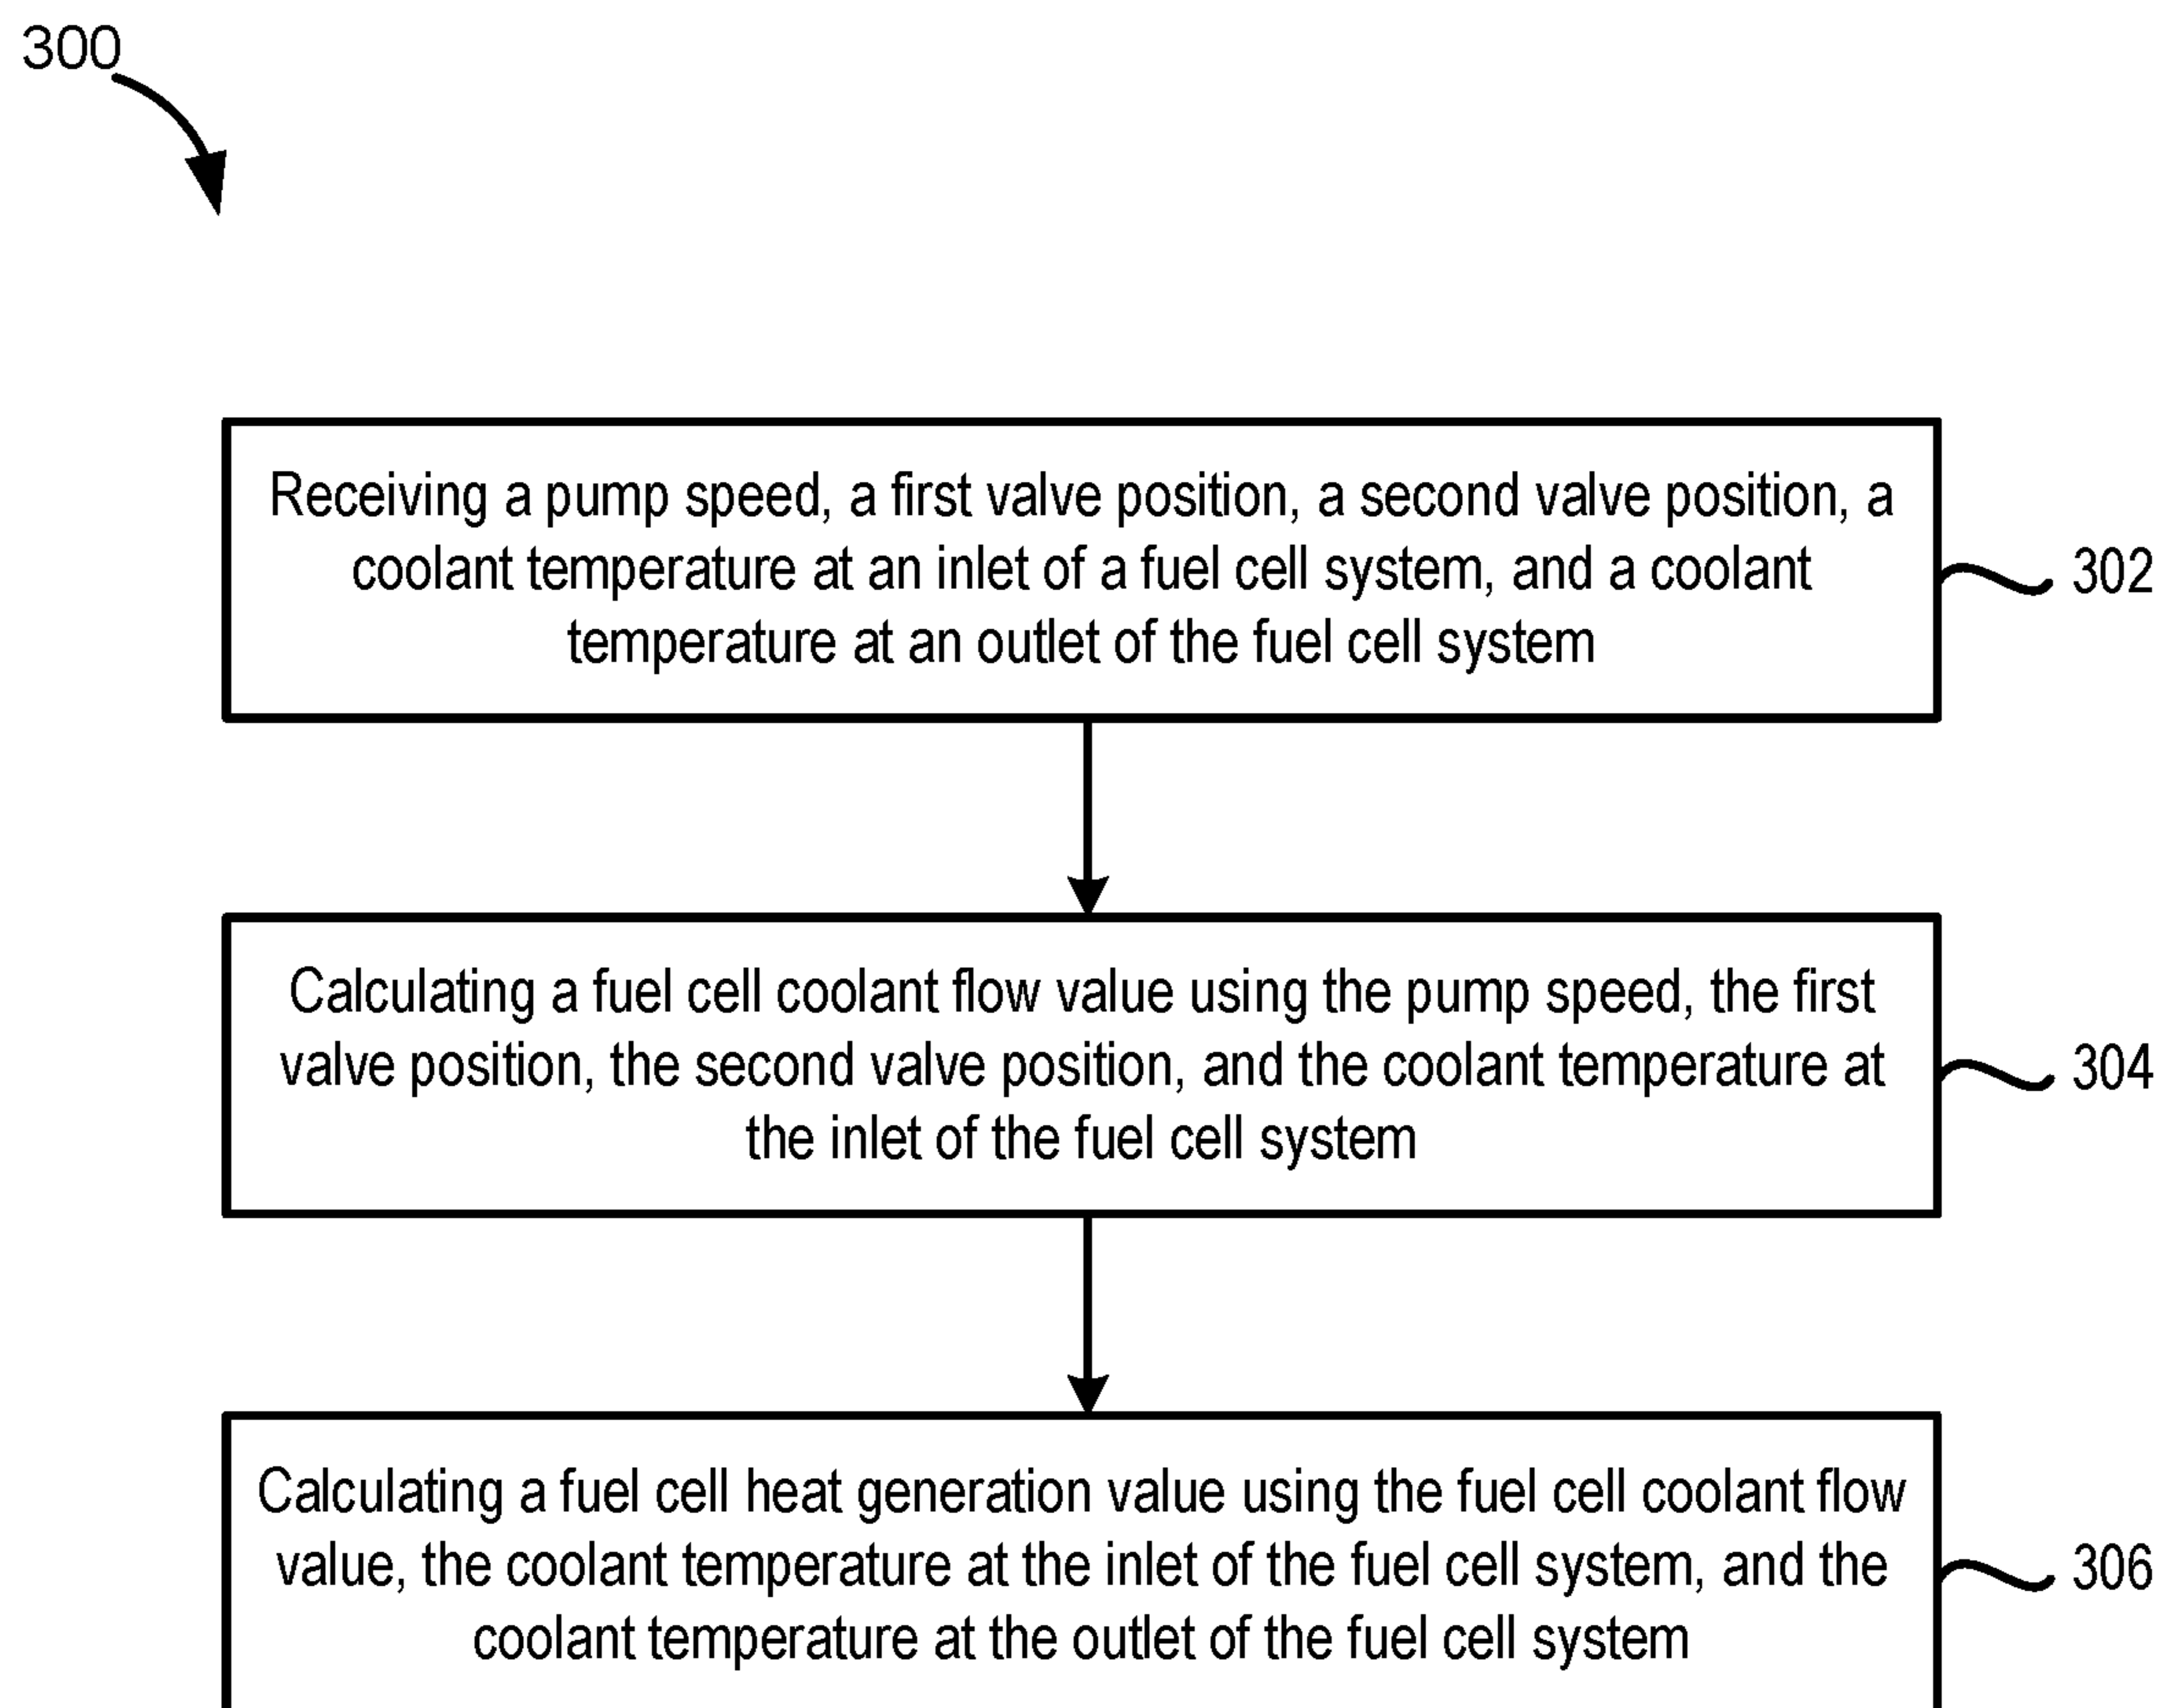 300
Receiving a pump speed, a first valve position, a second valve position, a
coolant temperature at an inlet of a fuel cell system, and a coolant
temperature at an outlet of the fuel cell system
302
Calculating a fuel cell coolant flow value using the pump speed, the first
valve position, the second valve position, and the coolant temperature at
the inlet of the fuel cell system
304
Calculating a fuel cell heat generation value using the fuel cell coolant flow
value, the coolant temperature at the inlet of the fuel cell system, and the
coolant temperature at the outlet of the fuel cell system
306